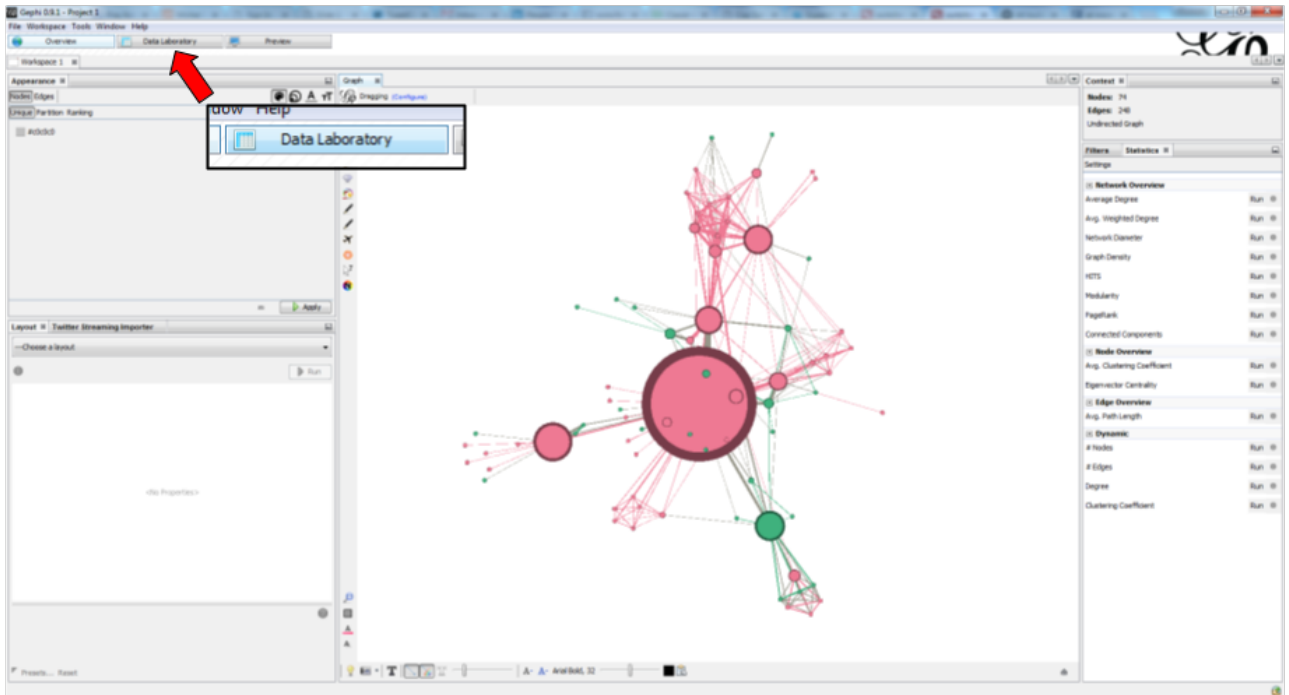 Gephi 0.9.1 - Project 1
File Workspace Tools Window Help
Overview Data Laboratory Preview
Workspace 1
Appearance
Nodes Edges
Unique Partition Ranking
#c0c0c0
dow Help
Data Laboratory
Apply
Layout Twitter Streaming Importer
---Choose a layout
Run
<No Properties>
Presets... Reset
Graph
Dragging (Configure)
A- A- Arial Bold, 32
Context
Nodes: 74
Edges: 248
Undirected Graph
Filters Statistics
Settings
Network Overview
Average Degree Run
Avg. Weighted Degree Run
Network Diameter Run
Graph Density Run
HITS Run
Modularity Run
PageRank Run
Connected Components Run
Node Overview
Avg. Clustering Coefficient Run
Eigenvector Centrality Run
Edge Overview
Avg. Path Length Run
Dynamic
# Nodes Run
# Edges Run
Degree Run
Clustering Coefficient Run